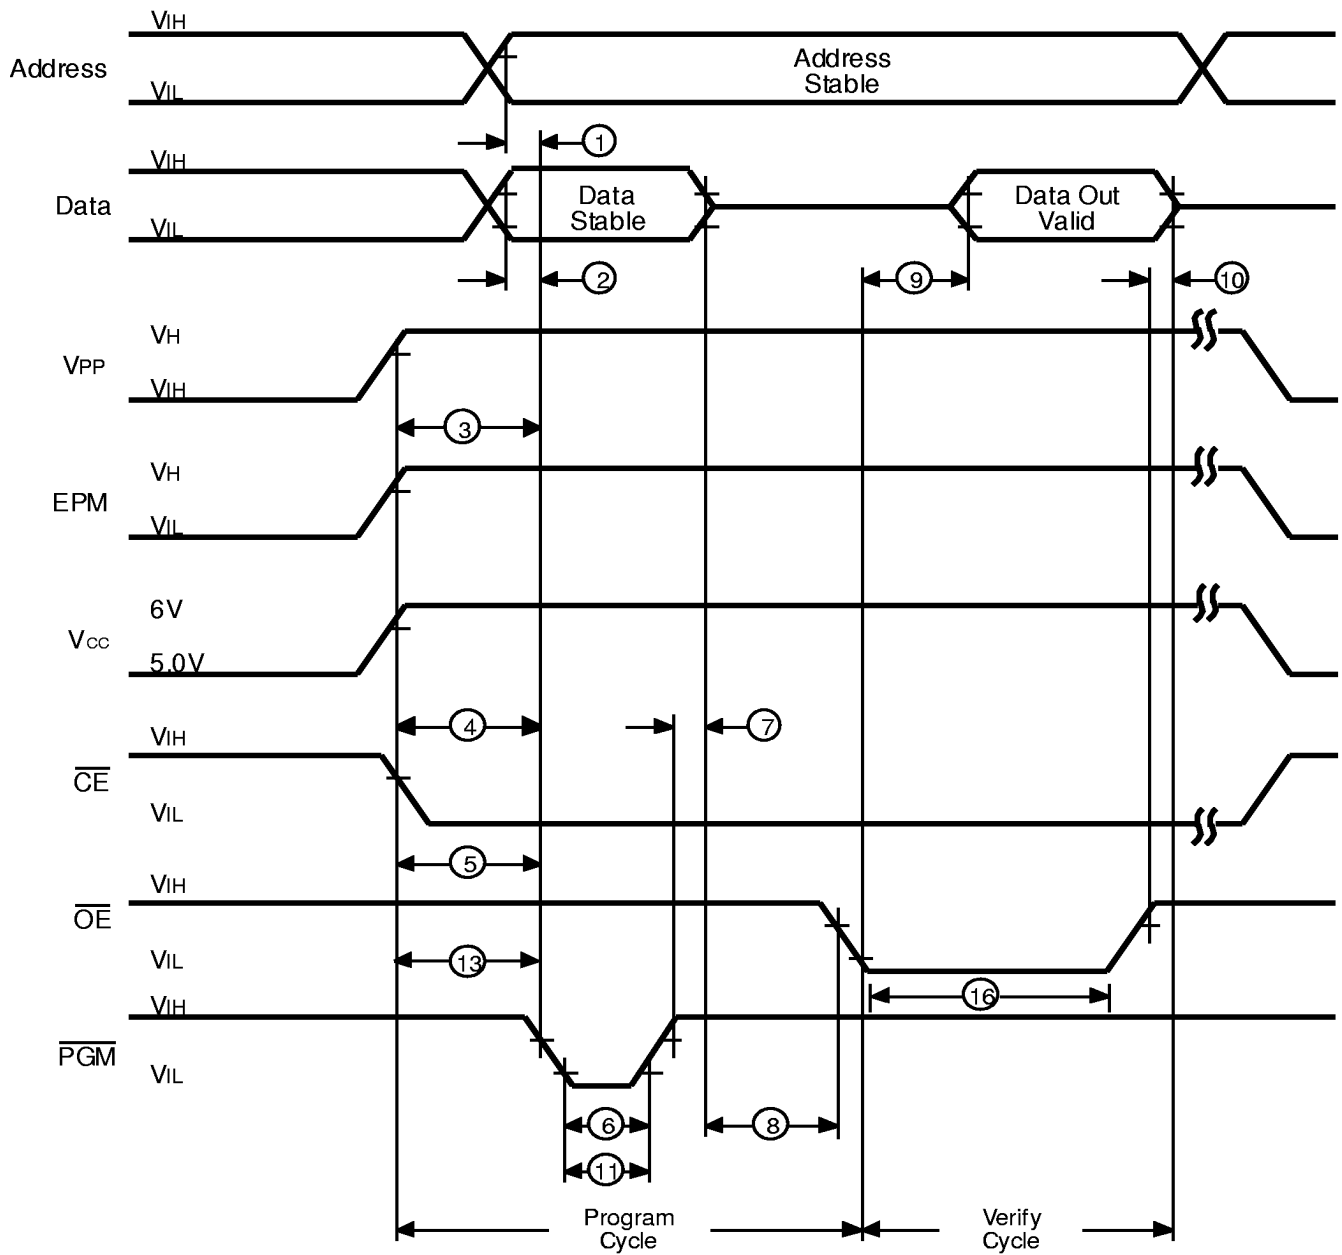 VIH
Address
VIL
Address
Stable
1
VIH
Data
VIL
Data
Stable
Data Out
Valid
2
9
10
VH
VPP
VIH
3
VH
EPM
VIL
6V
VCC
5.0V
4
7
VIH
CE
VIL
5
VIH
OE
VIL
13
16
VIH
PGM
VIL
6
8
11
Program
Cycle
Verify
Cycle